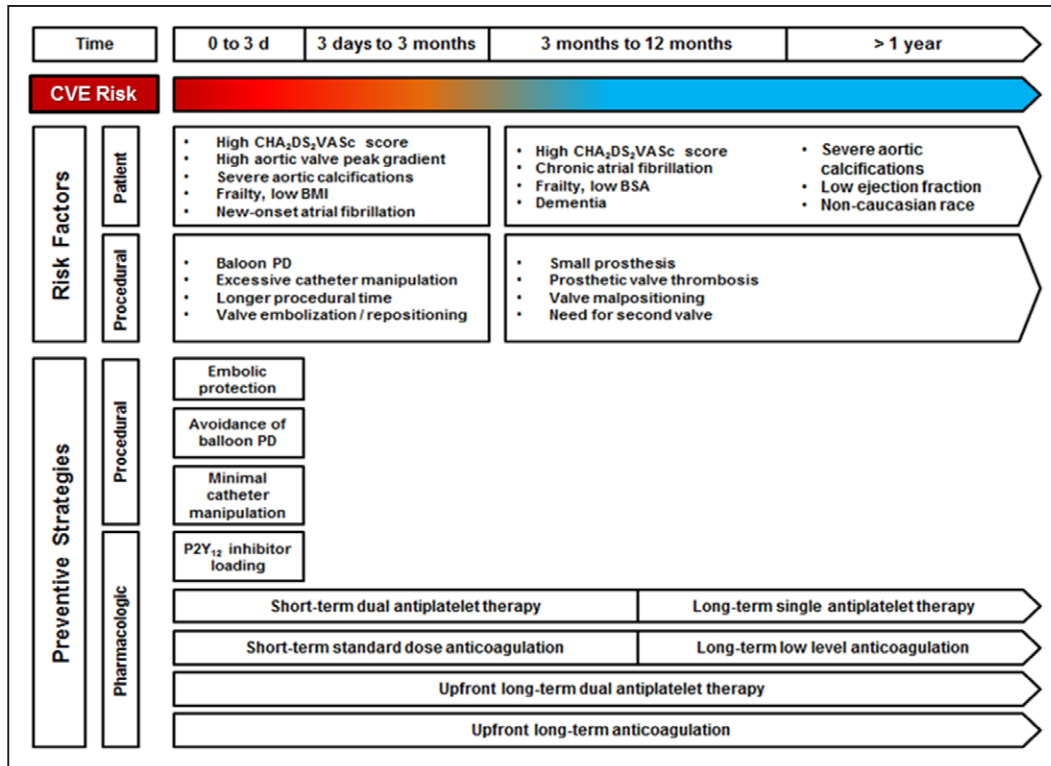 Time
0 to 3 d
3 days to 3 months
3 months to 12 months
> 1 year
CVE Risk
Risk Factors
Patient
• High CHA₂DS₂VASc score
• High aortic valve peak gradient
• Severe aortic calcifications
• Frailty, low BMI
• New-onset atrial fibrillation
• High CHA₂DS₂VASc score
• Chronic atrial fibrillation
• Frailty, low BSA
• Dementia
• Severe aortic
calcifications
• Low ejection fraction
• Non-caucasian race
Procedural
• Baloon PD
• Excessive catheter manipulation
• Longer procedural time
• Valve embolization / repositioning
• Small prosthesis
• Prosthetic valve thrombosis
• Valve malpositioning
• Need for second valve
Preventive Strategies
Procedural
Embolic
protection
Avoidance of
balloon PD
Minimal
catheter
manipulation
Pharmacologic
P2Y₁₂ inhibitor
loading
Short-term dual antiplatelet therapy
Long-term single antiplatelet therapy
Short-term standard dose anticoagulation
Long-term low level anticoagulation
Upfront long-term dual antiplatelet therapy
Upfront long-term anticoagulation